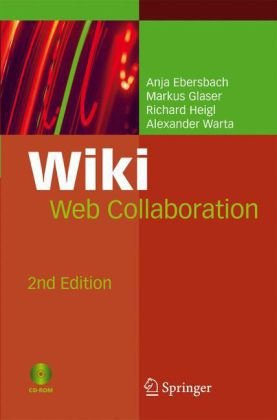 Anja Ebersbach
Markus Glaser
Richard Heigl
Alexander Warta
Wiki
Web Collaboration
2nd Edition
CD-ROM
Springer